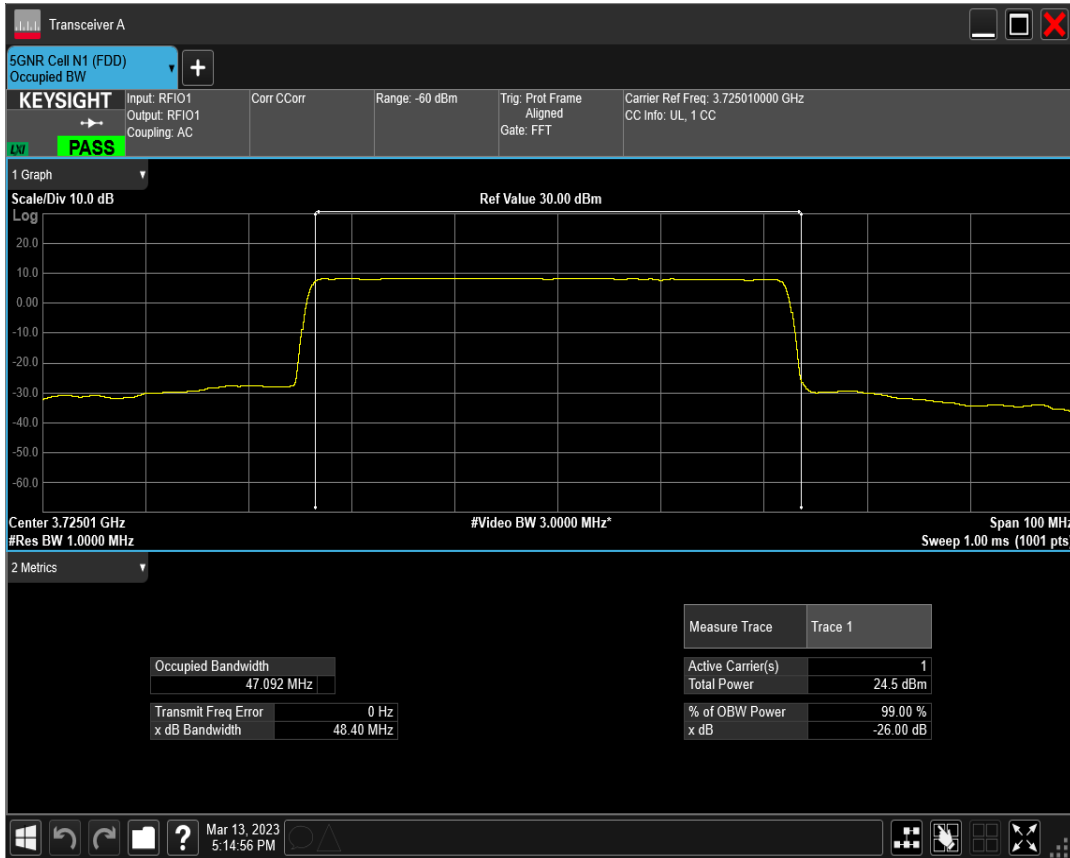 Transceiver A
5GNR Cell N1 (FDD)
Occupied BW
+
KEYSIGHT
LXI
PASS
Input: RFIO1
Output: RFIO1
Coupling: AC
Corr CCorr
Range: -60 dBm
Trig: Prot Frame
Aligned
Gate: FFT
Carrier Ref Freq: 3.725010000 GHz
CC Info: UL, 1 CC
1 Graph
Scale/Div 10.0 dB
Ref Value 30.00 dBm
Log
20.0
10.0
0.00
-10.0
-20.0
-30.0
-40.0
-50.0
-60.0
Center 3.72501 GHz
#Video BW 3.0000 MHz*
Span 100 MHz
#Res BW 1.0000 MHz
Sweep 1.00 ms (1001 pts)
2 Metrics
Measure Trace Trace 1
Occupied Bandwidth
47.092 MHz
Active Carrier(s) 1
Total Power 24.5 dBm
Transmit Freq Error 0 Hz
x dB Bandwidth 48.40 MHz
% of OBW Power 99.00 %
x dB -26.00 dB
?
Mar 13, 2023
5:14:56 PM